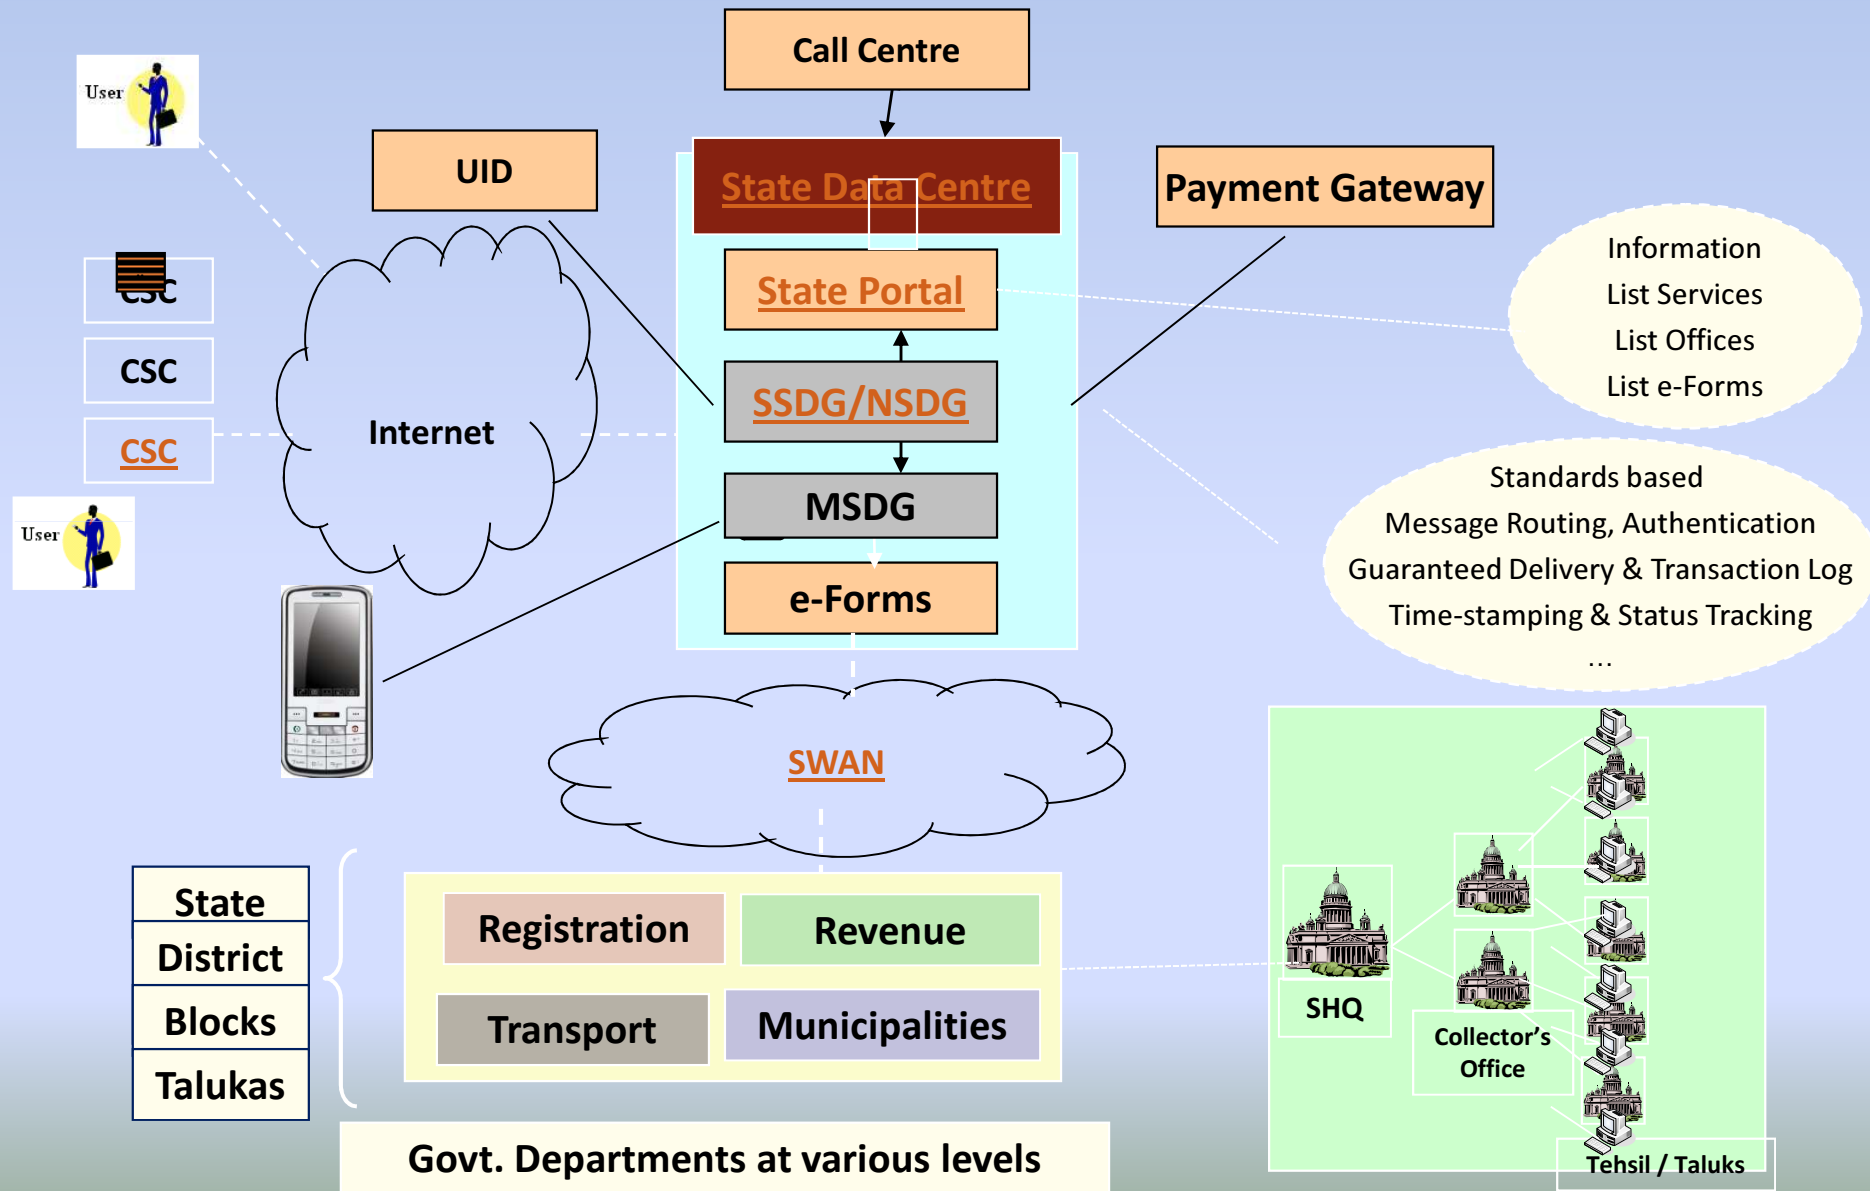 Call Centre
User
UID
State Data Centre
Payment Gateway
Information
List Services
List Offices
List e-Forms
State Portal
CSC
CSC
CSC
Internet
SSDG/NSDG
MSDG
e-Forms
User
Standards based
Message Routing, Authentication
Guaranteed Delivery & Transaction Log
Time-stamping & Status Tracking
...
SWAN
State
District
Blocks
Talukas
Registration
Revenue
Transport
Municipalities
SHQ
Collector’s
Office
Tehsil / Taluks
Govt. Departments at various levels